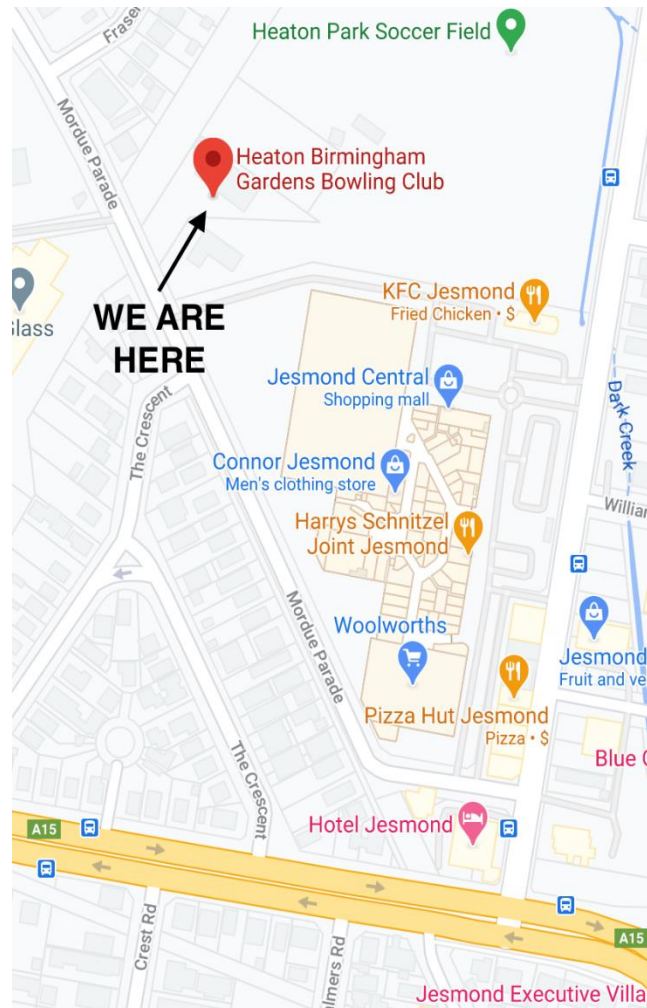 Fraser
Heaton Park Soccer Field
Mordue Parade
Heaton Birmingham
Gardens Bowling Club
WE ARE
HERE
Glass
KFC Jesmond
Fried Chicken • $
Jesmond Central
Shopping mall
The Crescent
Dark Creek
Connor Jesmond
Men's clothing store
Harrys Schnitzel
Joint Jesmond
William
Mordue Parade
Woolworths
Jesmond
Fruit and ve
Pizza Hut Jesmond
Pizza • $
The Crescent
Blue
Hotel Jesmond
A15
Crest Rd
almers Rd
A15
Jesmond Executive Villa